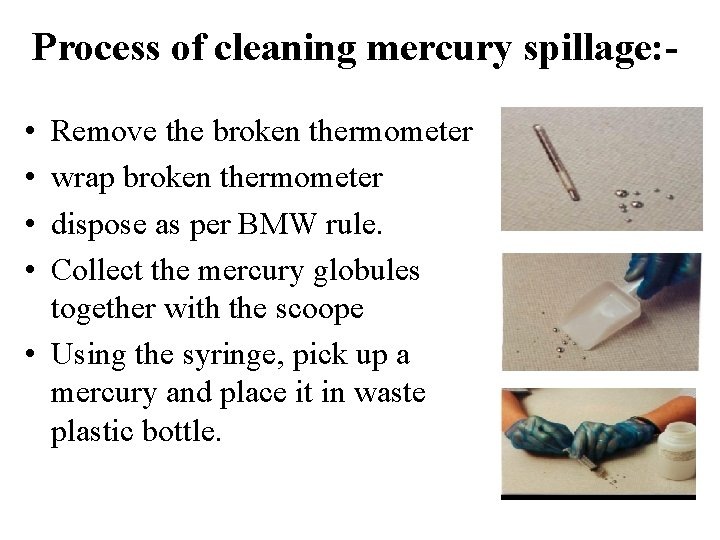 Process of cleaning mercury spillage: -
• Remove the broken thermometer
• wrap broken thermometer
• dispose as per BMW rule.
• Collect the mercury globules
together with the scoope
• Using the syringe, pick up a
mercury and place it in waste
plastic bottle.